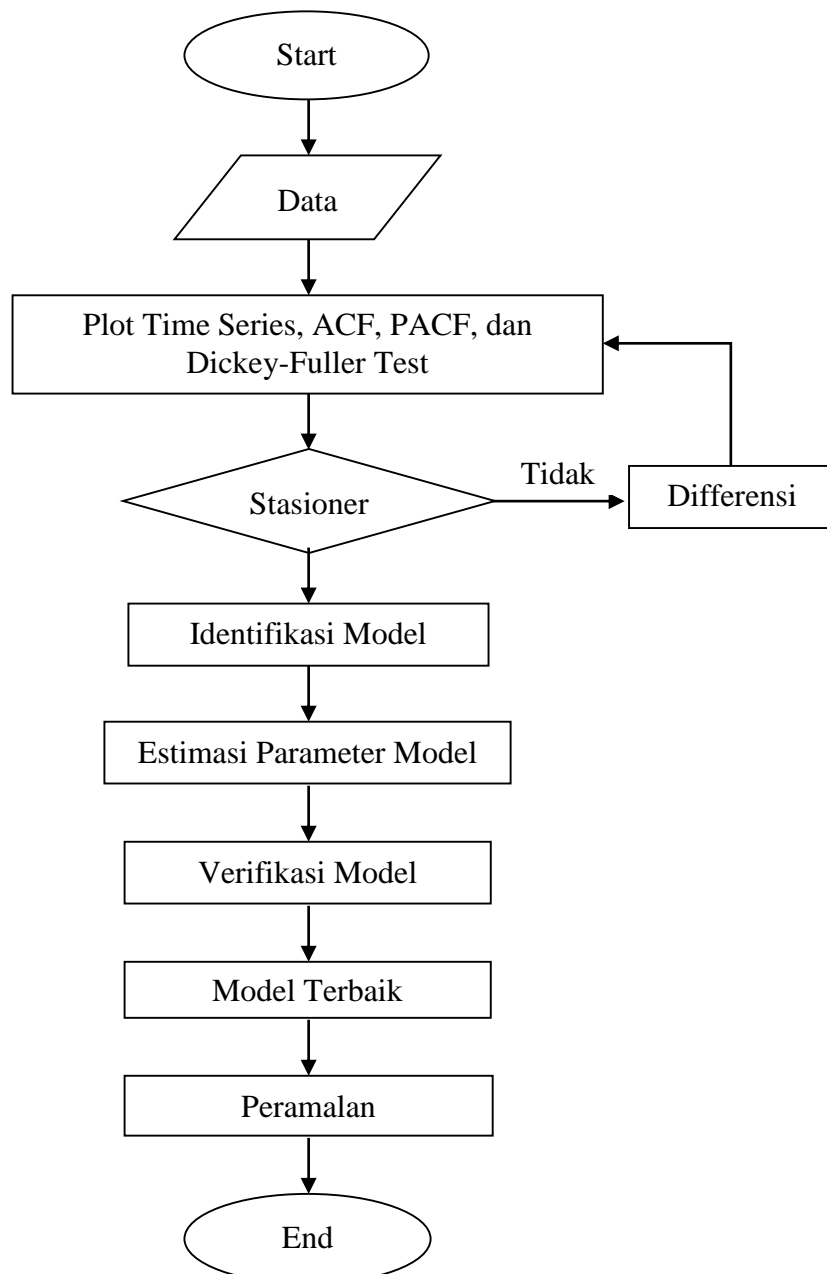 Start
Data
Plot Time Series, ACF, PACF, dan
Dickey-Fuller Test
Stasioner
Tidak
Differensi
Identifikasi Model
Estimasi Parameter Model
Verifikasi Model
Model Terbaik
Peramalan
End